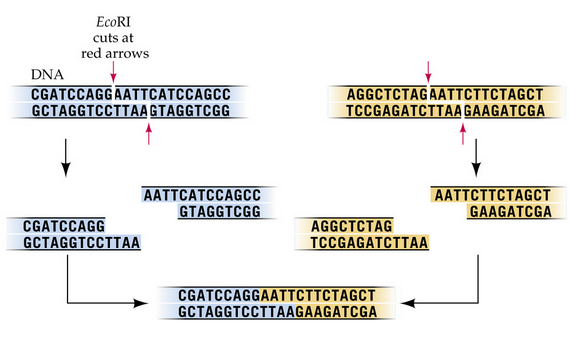 EcoRI
cuts at
red arrows
DNA
CGATCCAGGAATTCATCCAGCC
GCTAGGTCCTTAAGTAGGTCGG
AGGCTCTAGAATTCTTCTAGCT
TCCGAGATCTTAAGAAGATCGA
AATTCATCCAGCC
GTAGGTCGG
CGATCCAGG
GCTAGGTCCTTAA
AATTCTTCTAGCT
GAAGATCGA
AGGCTCTAG
TCCGAGATCTTAA
CGATCCAGGAATTCTTCTAGCT
GCTAGGTCCTTAAGAAGATCGA